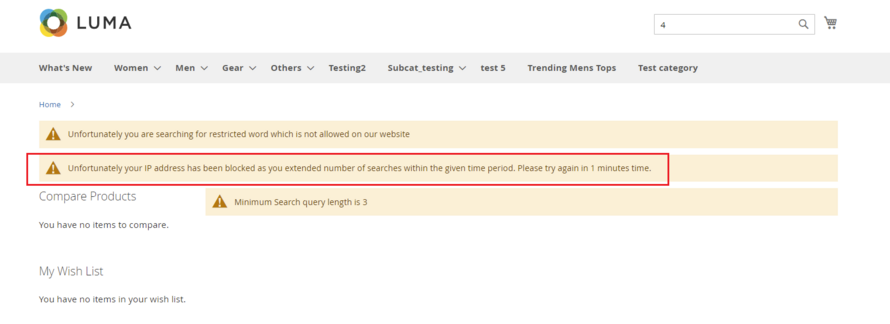 LUMA
4
What's New Women Men Gear Others Testing2 Subcat_testing test 5 Trending Mens Tops Test category
Home
Unfortunately you are searching for restricted word which is not allowed on our website
Unfortunately your IP address has been blocked as you extended number of searches within the given time period. Please try again in 1 minutes time.
Compare Products
Minimum Search query length is 3
You have no items to compare.
My Wish List
You have no items in your wish list.